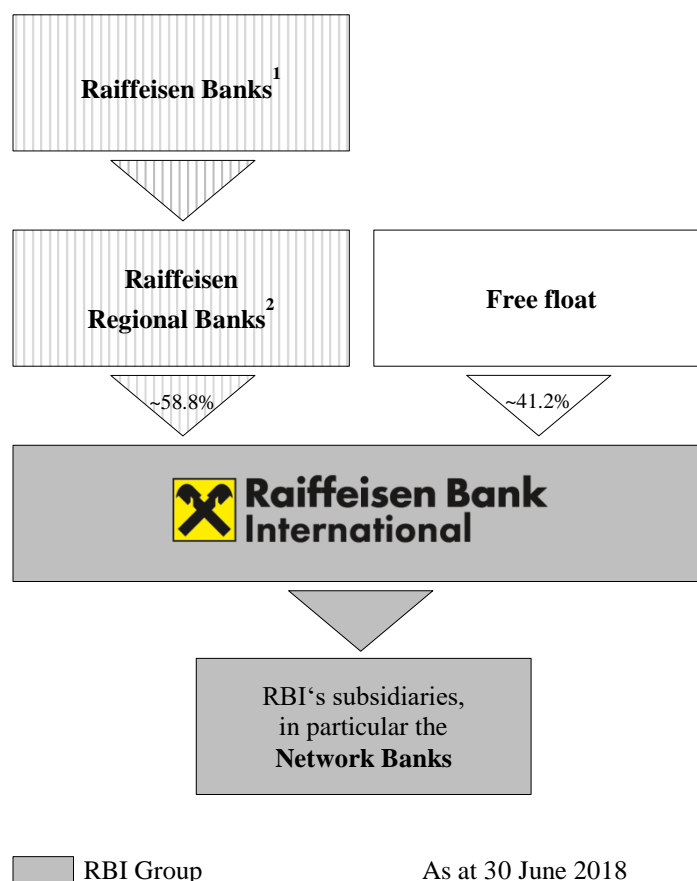 Raiffeisen Banks1
Raiffeisen
Regional Banks2
Free float
~58.8%
~41.2%
Raiffeisen Bank
International
RBI‘s subsidiaries,
in particular the
Network Banks
RBI Group
As at 30 June 2018